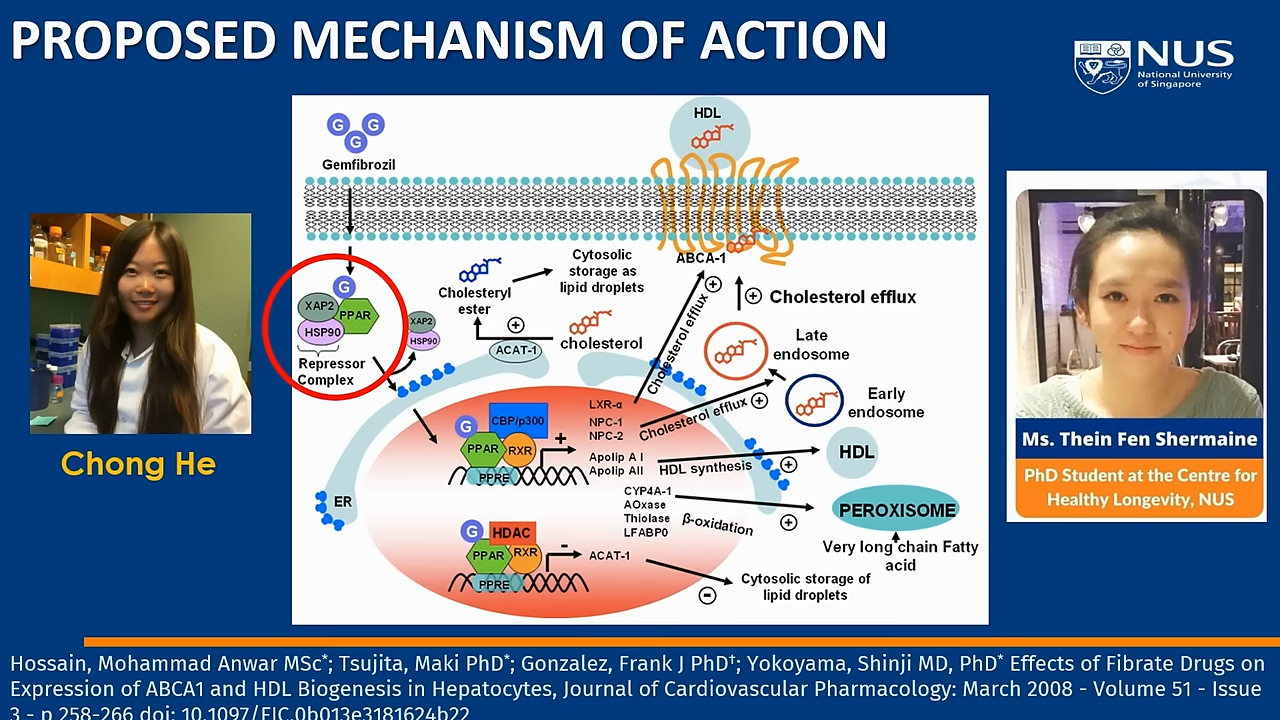 PROPOSED MECHANISM OF ACTION
NUS
National University
of Singapore
HDL
G
G
G
Gemfibrozil
ABCA-1
Cytosolic
storage as
lipid droplets
Cholesteryl
ester
G
XAP2
PPAR
HSP90
Repressor
Complex
XAP2
HSP90
+
ACAT-1
cholesterol
Cholesterol efflux
+
+
Cholesterol efflux
Late
endosome
Early
endosome
LXR-α
NPC-1
NPC-2
Cholesterol efflux
+
G
CBP/p300
PPAR
RXR
+
PPRE
Apolip A I
Apolip AII
HDL synthesis
+
HDL
CYP4A-1
AOxase
Thiolase
LFABP0
β-oxidation
+
PEROXISOME
Very long chain Fatty
acid
ER
G
HDAC
PPAR
RXR
-
PPRE
ACAT-1
-
Cytosolic storage of
lipid droplets
Chong He
Ms. Thein Fen Shermaine
PhD Student at the Centre for
Healthy Longevity, NUS
Hossain, Mohammad Anwar MSc*; Tsujita, Maki PhD*; Gonzalez, Frank J PhD†; Yokoyama, Shinji MD, PhD* Effects of Fibrate Drugs on
Expression of ABCA1 and HDL Biogenesis in Hepatocytes, Journal of Cardiovascular Pharmacology: March 2008 - Volume 51 - Issue
3 - p 258-266 doi: 10.1097/FJC.0b013e3181624b22